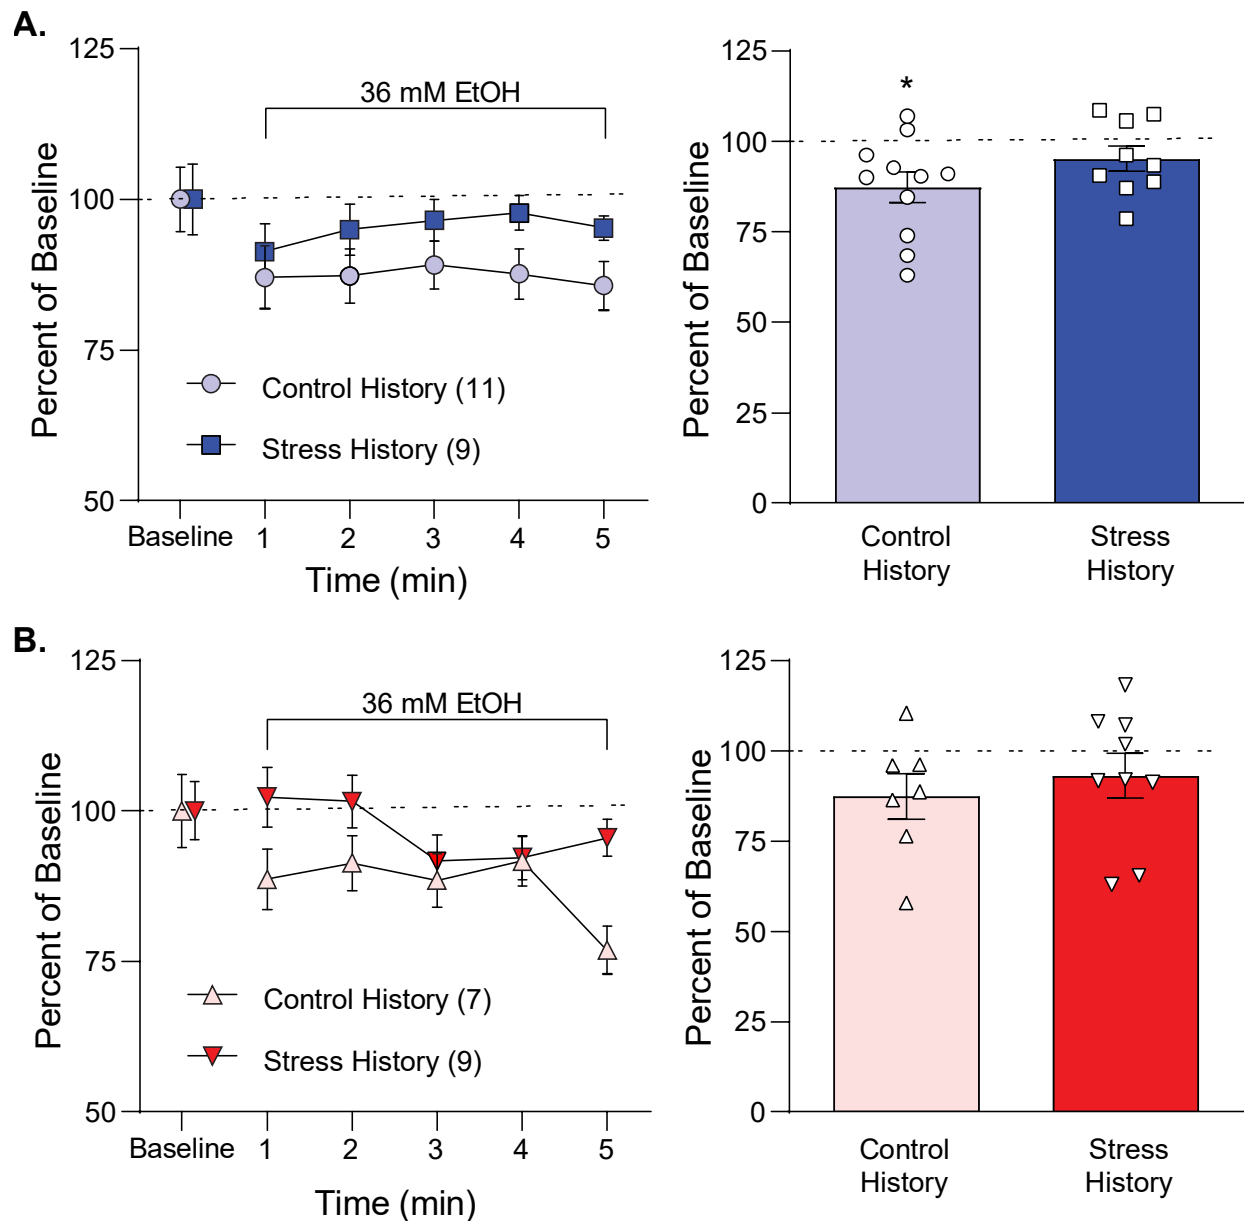 A.
125
100
75
50
Percent of Baseline
36 mM EtOH
Control History (11)
Stress History (9)
Baseline 1 2 3 4 5
Time (min)
125
100
75
50
25
0
Percent of Baseline
*
Control
History
Stress
History
B.
125
100
75
50
Percent of Baseline
36 mM EtOH
Control History (7)
Stress History (9)
Baseline 1 2 3 4 5
Time (min)
125
100
75
50
25
0
Percent of Baseline
Control
History
Stress
History